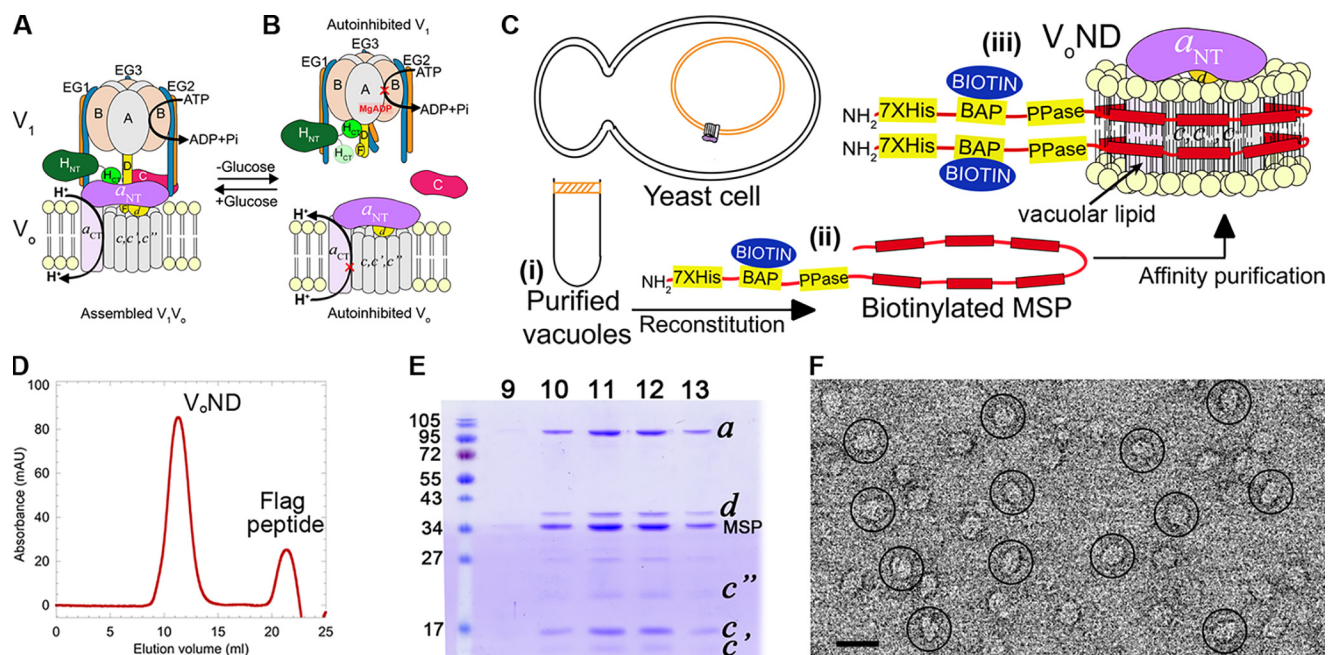 A
EG3
EG1
EG2
B
A
B
ATP
ADP+Pi
V1
HNT
HCT
D
C
aNT
H+
F
d
Vo
aCT
c,c',c"
H+
Assembled V1Vo
-Glucose
+Glucose
B
Autoinhibited V1
EG3
EG1
EG2
ATP
B
A
B
MgADP
ADP+Pi
HNT
HCT
D
HCT
F
C
H+
aNT
d
aCT
c,c',c"
H+
Autoinhibited Vo
C
Yeast cell
(i)
Purified
vacuoles
Reconstitution
BIOTIN
(ii)
NH2
7XHis
BAP
PPase
Biotinylated MSP
Affinity purification
(iii)
VoND
aNT
d
BIOTIN
NH2
7XHis
BAP
PPase
c,c',c"
NH2
7XHis
BAP
PPase
BIOTIN
vacuolar lipid
D
VoND
Flag
peptide
Absorbance (mAU)
100
80
60
40
20
0
0
5
10
15
20
25
Elution volume (ml)
E
9 10 11 12 13
105
95
72
55
43
34
27
17
a
d
MSP
c"
c
c'
F